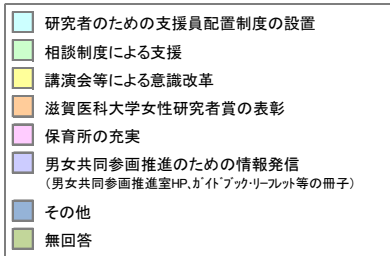 研究者のための支援員配置制度の設置
相談制度による支援
講演会等による意識改革
滋賀医科大学女性研究者賞の表彰
保育所の充実
男女共同参画推進のための情報発信
(男女共同参画推進室HP、ｶﾞｲﾄﾞﾌﾞｯｸ・ﾘｰﾌﾚｯﾄ等の冊子)
その他
無回答